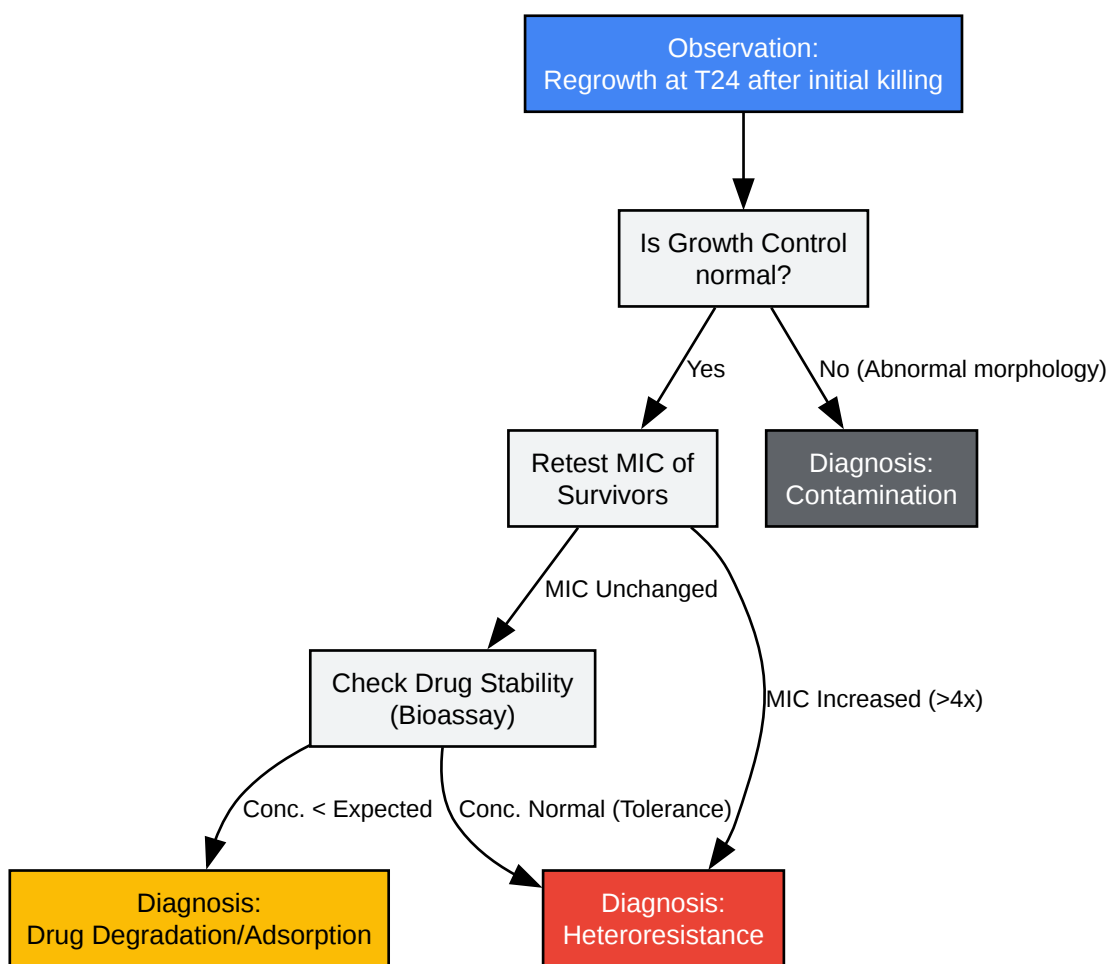 Observation:
Regrowth at T24 after initial killing
Is Growth Control
normal?
Yes
No (Abnormal morphology)
Retest MIC of
Survivors
Diagnosis:
Contamination
MIC Unchanged
Check Drug Stability
(Bioassay)
MIC Increased (>4x)
Conc. < Expected
Conc. Normal (Tolerance)
Diagnosis:
Drug Degradation/Adsorption
Diagnosis:
Heteroresistance